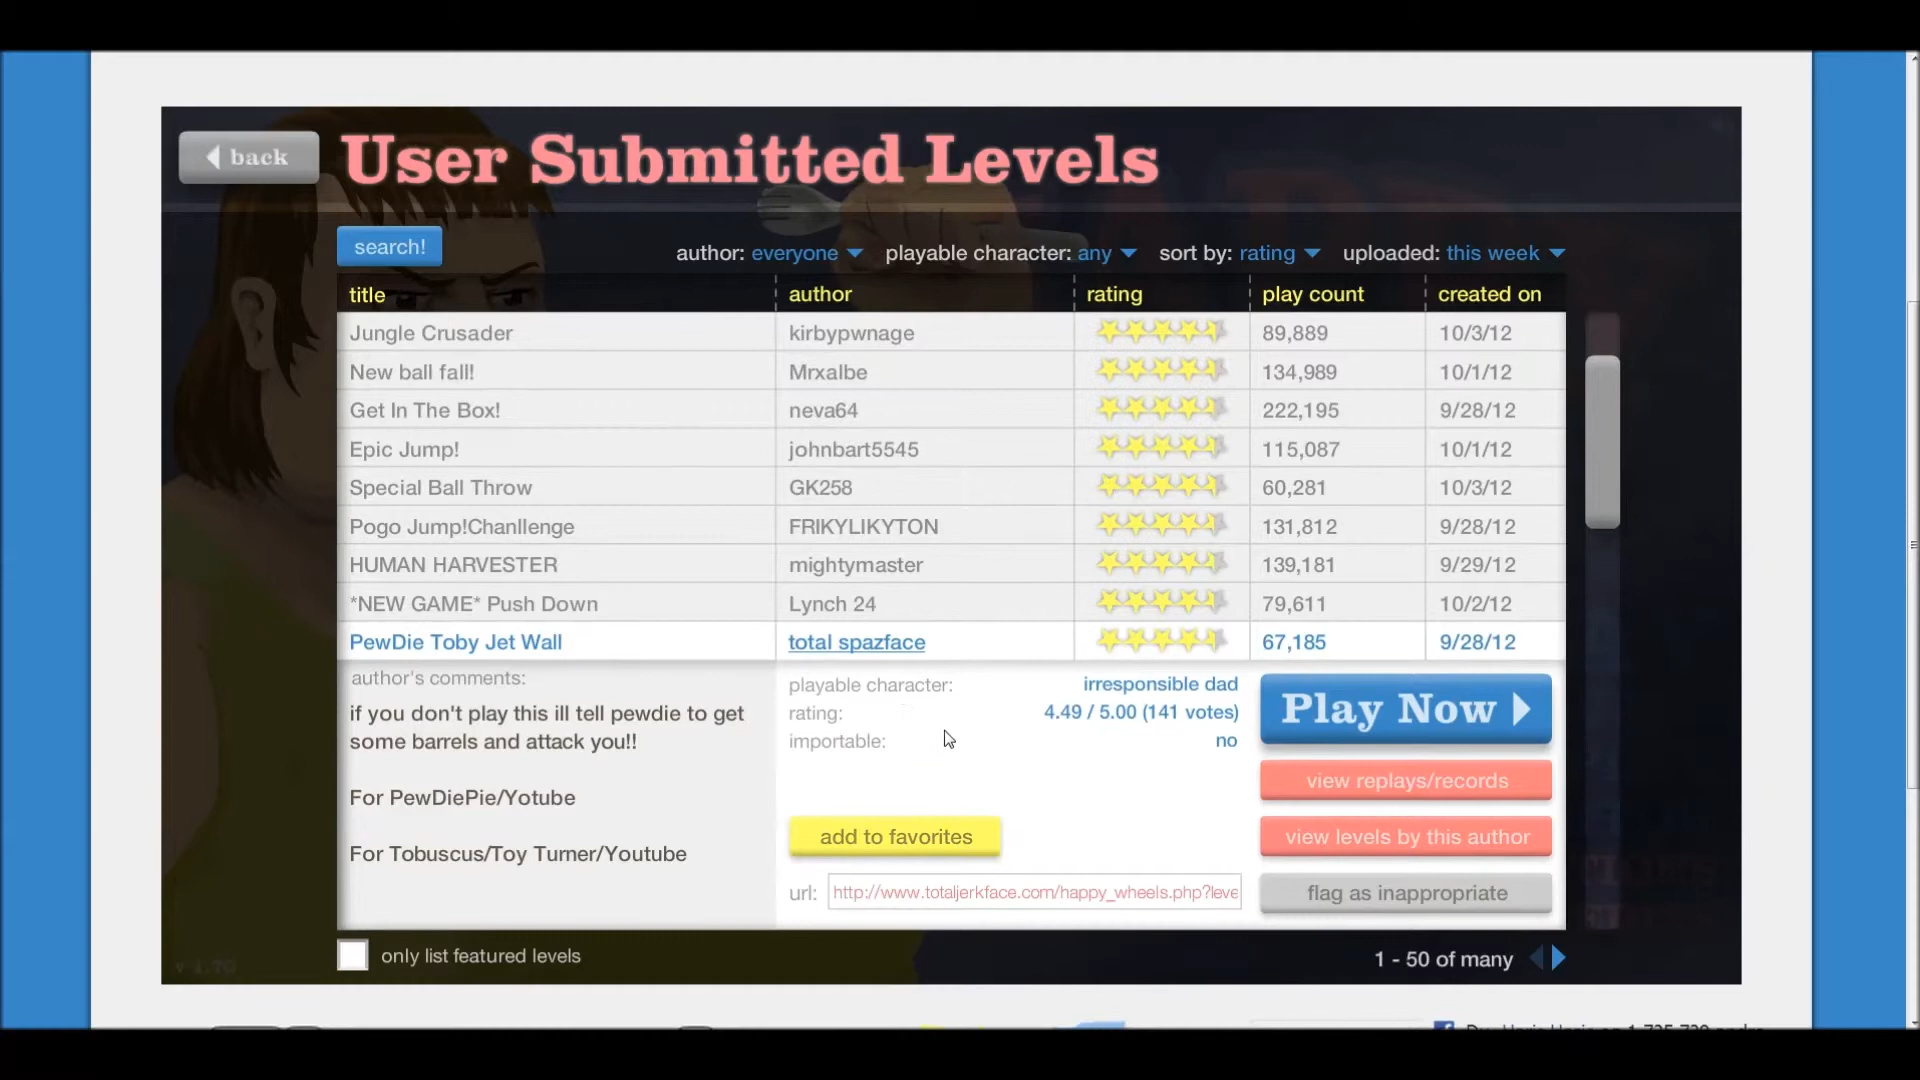 back
User Submitted Levels
search!
author: everyone playable character: any sort by: rating uploaded: this week
title author rating play count created on
Jungle Crusader kirbypwnage 89,889 10/3/12
New ball fall! Mrxalbe 134,989 10/1/12
Get In The Box! neva64 222,195 9/28/12
Epic Jump! johnbart5545 115,087 10/1/12
Special Ball Throw GK258 60,281 10/3/12
Pogo Jump!Chanllenge FRIKYLIKYTON 131,812 9/28/12
HUMAN HARVESTER mightymaster 139,181 9/29/12
*NEW GAME* Push Down Lynch 24 79,611 10/2/12
PewDie Toby Jet Wall total spazface 67,185 9/28/12
author's comments:
if you don't play this ill tell pewdie to get
some barrels and attack you!!
For PewDiePie/Yotube
For Tobuscus/Toy Turner/Youtube
playable character: irresponsible dad
rating: 4.49 / 5.00 (141 votes)
importable: no
add to favorites
url: http://www.totaljerkface.com/happy_wheels.php?leve
Play Now
view replays/records
view levels by this author
flag as inappropriate
only list featured levels
1 - 50 of many
v 1.70